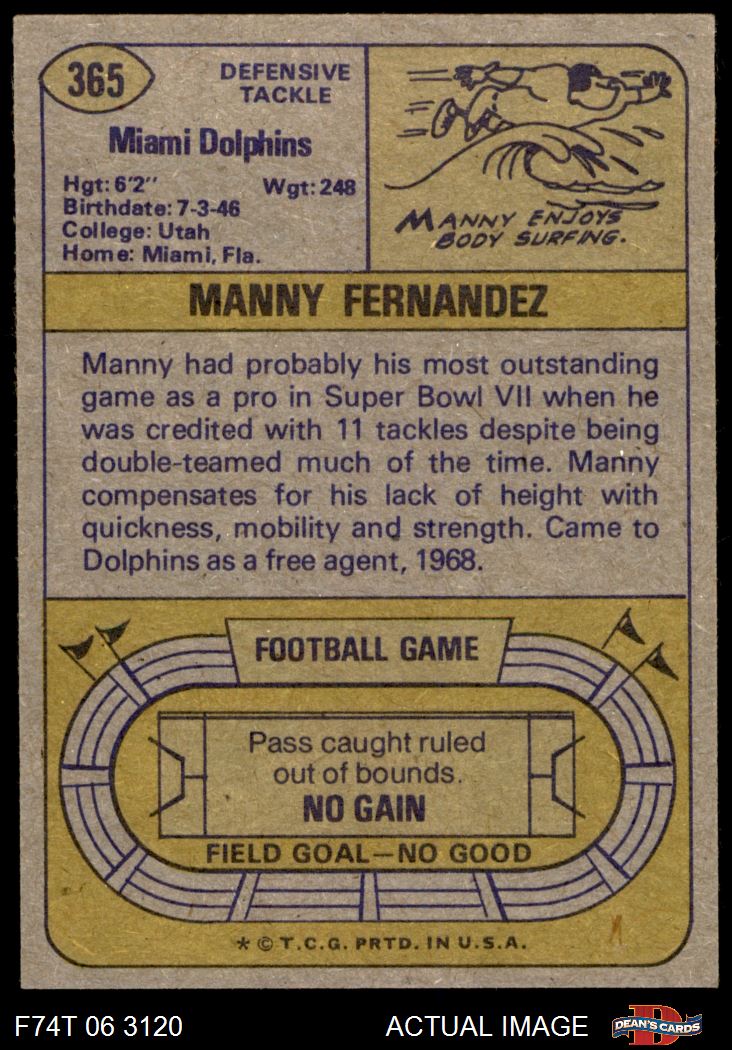 365
DEFENSIVE
TACKLE
Miami Dolphins
Hgt: 6'2"    Wgt: 248
Birthdate: 7-3-46
College: Utah
Home: Miami, Fla.
MANNY ENJOYS
BODY SURFING.
MANNY FERNANDEZ
Manny had probably his most outstanding
game as a pro in Super Bowl VII when he
was credited with 11 tackles despite being
double-teamed much of the time. Manny
compensates for his lack of height with
quickness, mobility and strength. Came to
Dolphins as a free agent, 1968.
FOOTBALL GAME
Pass caught ruled
out of bounds.
NO GAIN
FIELD GOAL—NO GOOD
* © T.C.G. PRTD. IN U.S.A.
F74T 06 3120    ACTUAL IMAGE    D DEAN'S CARDS